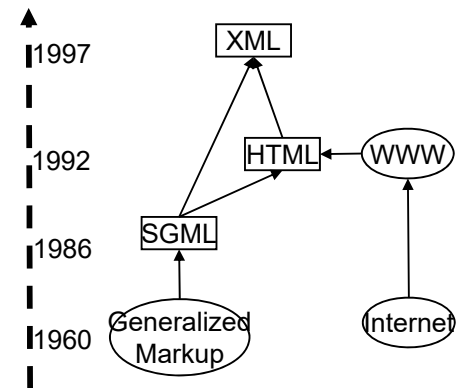 XML
1997
1992
HTML
WWW
SGML
1986
Generalized
Markup
Internet
1960